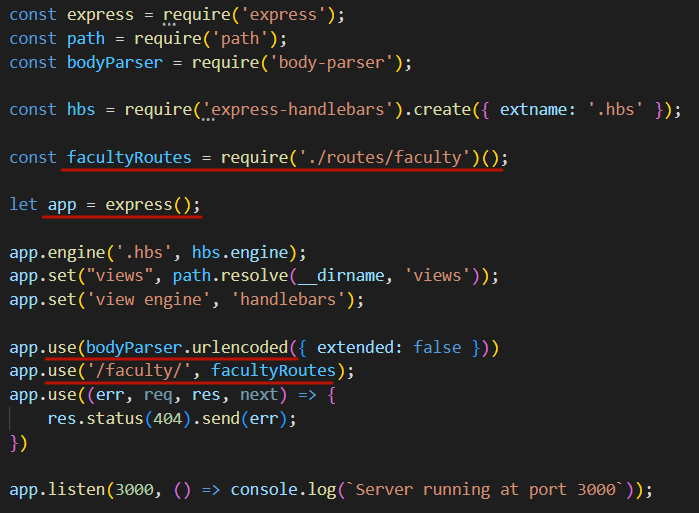 const express = require('express');
const path = require('path');
const bodyParser = require('body-parser');
const hbs = require('express-handlebars').create({ extname: '.hbs' });
const facultyRoutes = require('./routes/faculty')();
let app = express();
app.engine('.hbs', hbs.engine);
app.set("views", path.resolve(__dirname, 'views'));
app.set('view engine', 'handlebars');
app.use(bodyParser.urlencoded({ extended: false }))
app.use('/faculty/', facultyRoutes);
app.use((err, req, res, next) => {
res.status(404).send(err);
})
app.listen(3000, () => console.log(`Server running at port 3000`));